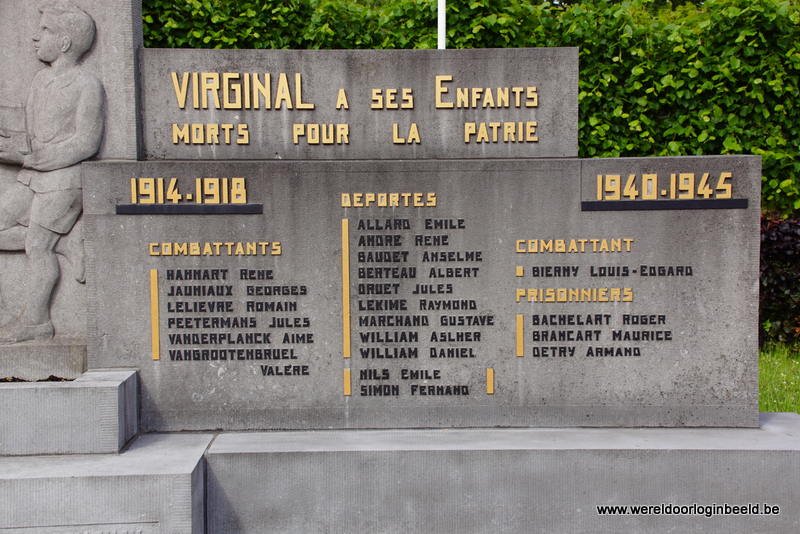 VIRGINAL A SES ENFANTS
MORTS POUR LA PATRIE
1914-1918
COMBATTANTS
HANNART RENE
JAUNIAUX GEORGES
LELIEVRE ROMAIN
PEETERMANS JULES
VANDERPLANCK AIME
VANGROOTENBRUEL
VALÈRE
DEPORTES
ALLARD EMILE
ANDRE RENÉ
BAUDET ANSELME
BERTEAU ALBERT
DRUET JULES
LEKIME RAYMOND
MARCHAND GUSTAVE
WILLIAM ASLHER
WILLIAM DANIEL
NILS EMILE
SIMON FERNAND
1940-1945
COMBATTANT
BIERNY LOUIS-EDGARD
PRISONNIERS
BACHELART ROGER
BRANCART MAURICE
DETRY ARMAND
www.wereldoorloginbeeld.be